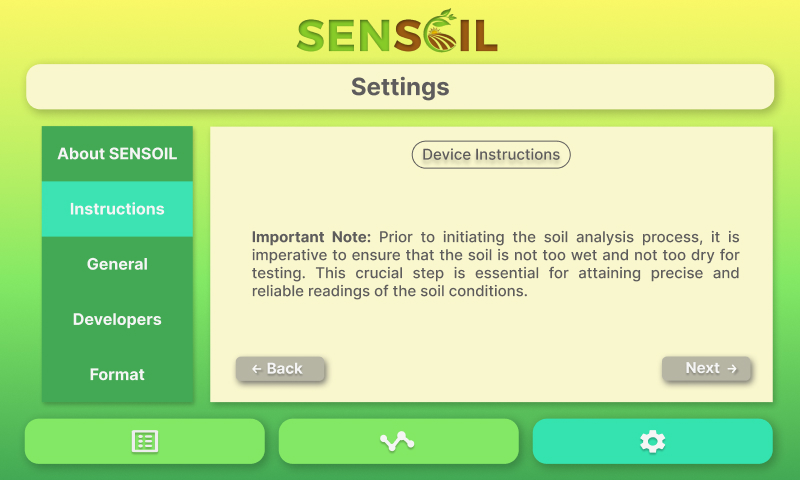 SENSOIL
Settings
About SENSOIL
Instructions
General
Developers
Format
Device Instructions
Important Note: Prior to initiating the soil analysis process, it is
imperative to ensure that the soil is not too wet and not too dry for
testing. This crucial step is essential for attaining precise and
reliable readings of the soil conditions.
← Back
Next →